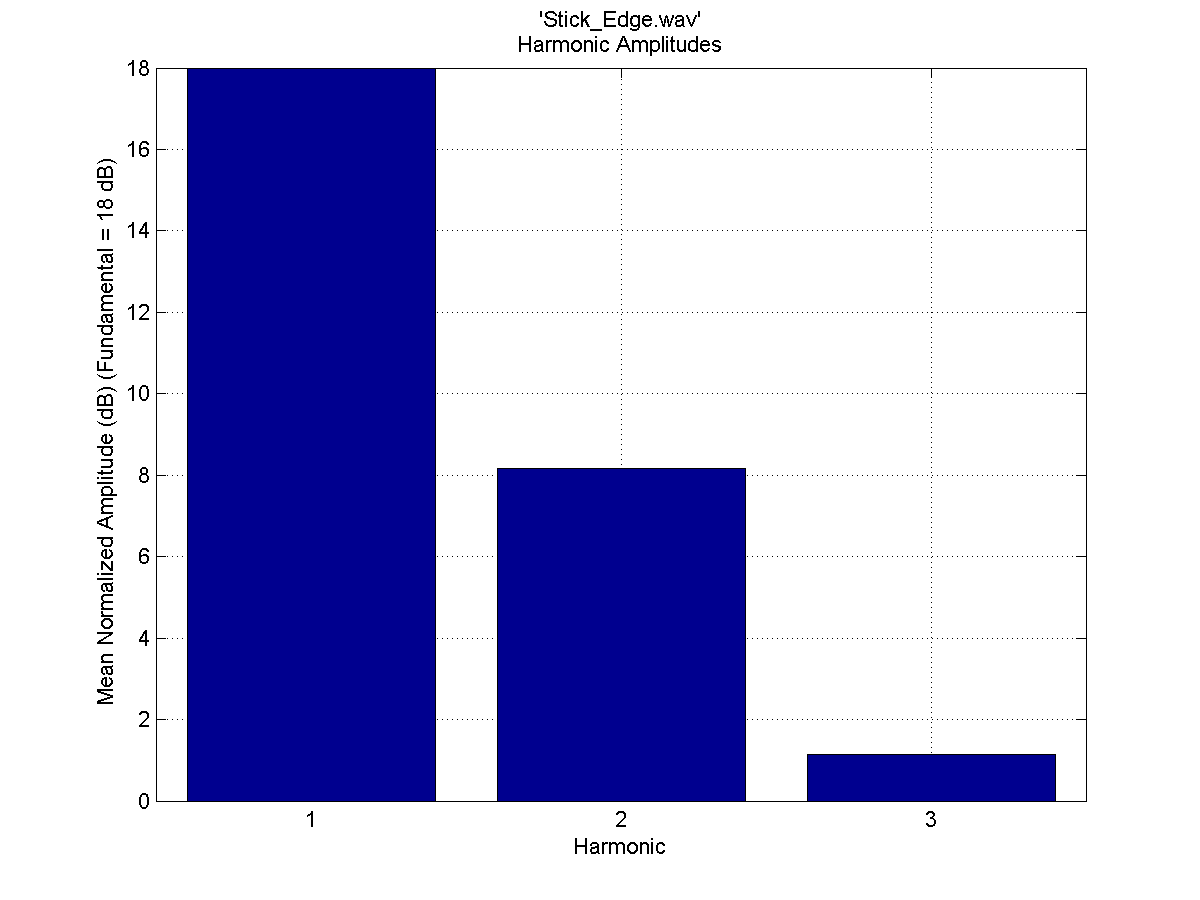 'Stick_Edge.wav'
Harmonic Amplitudes
Mean Normalized Amplitude (dB) (Fundamental = 18 dB)
18
16
14
12
10
8
6
4
2
0
1 2 3
Harmonic